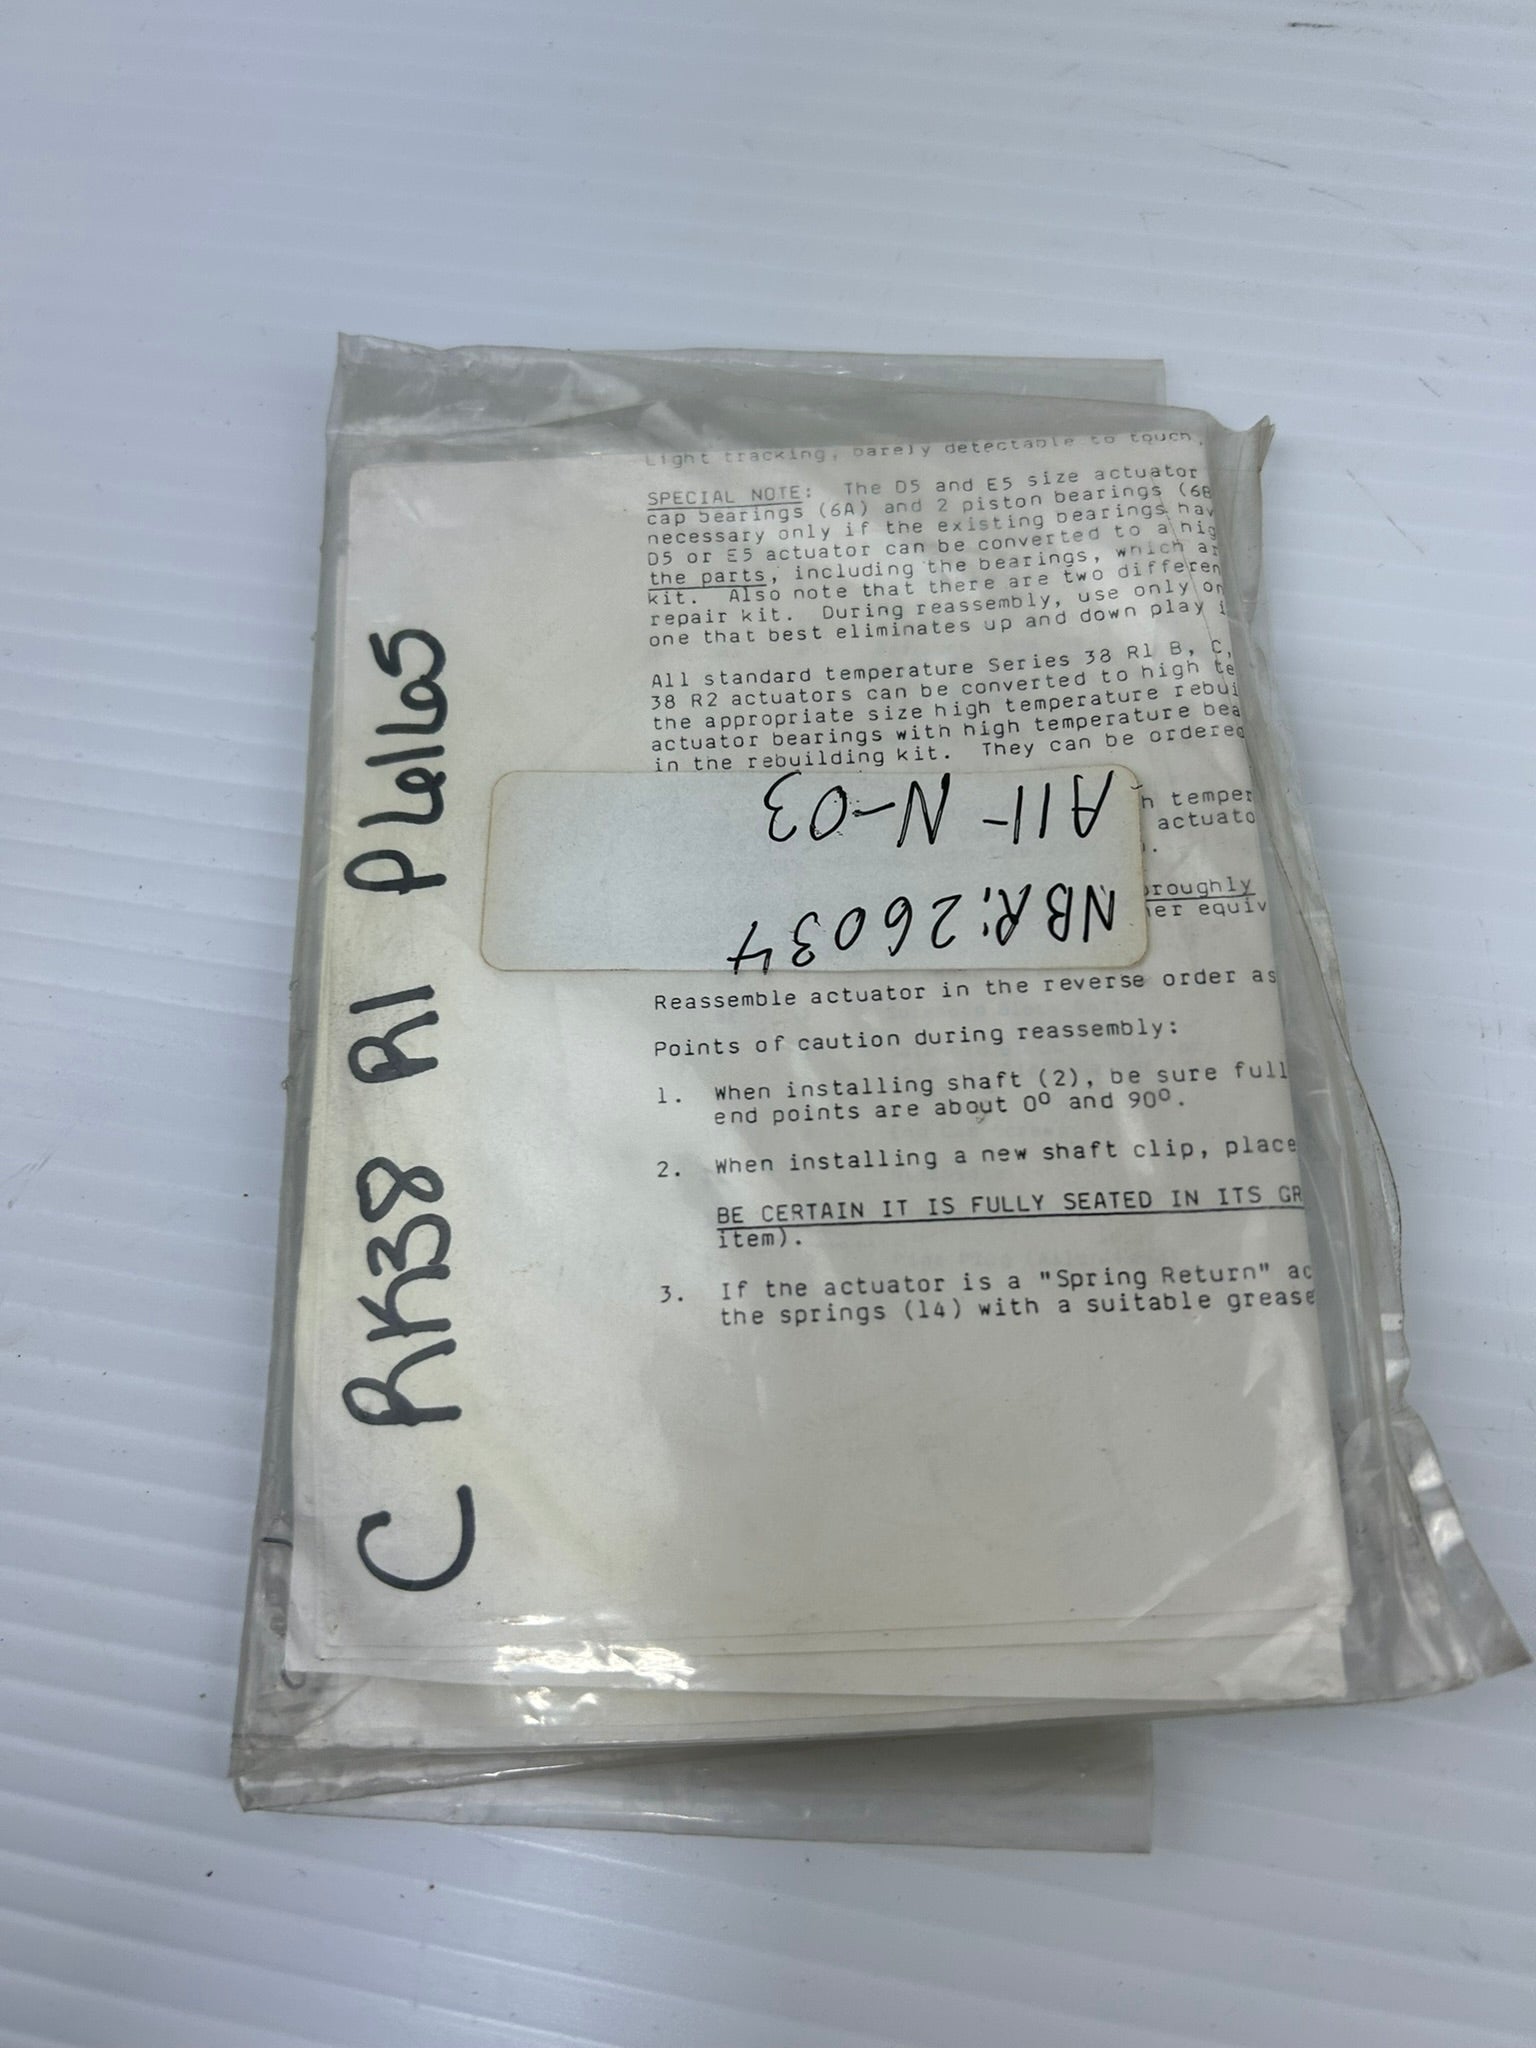 Light tracking, barely detectable to touch,
SPECIAL NOTE: The D5 and E5 size actuator
cap bearings (6A) and 2 piston bearings (6B
necessary only if the existing bearings hav
D5 or E5 actuator can be converted to a hig
the parts, including the bearings, which ar
kit. Also note that there are two differen
repair kit. During reassembly, use only on
one that best eliminates up and down play i
All standard temperature Series 38 R1 B, C,
38 R2 actuators can be converted to high te
the appropriate size high temperature rebui
actuator bearings with high temperature bea
in the rebuilding kit. They can be ordered
h temper
actuato
oroughly
her equiv
NBR: 26034
A11-N-03
Reassemble actuator in the reverse order as
Points of caution during reassembly:
1. When installing shaft (2), be sure full
end points are about 0º and 90º.
2. When installing a new shaft clip, place
BE CERTAIN IT IS FULLY SEATED IN ITS GR
item).
3. If the actuator is a "Spring Return" ac
the springs (14) with a suitable grease
C RK38 R1